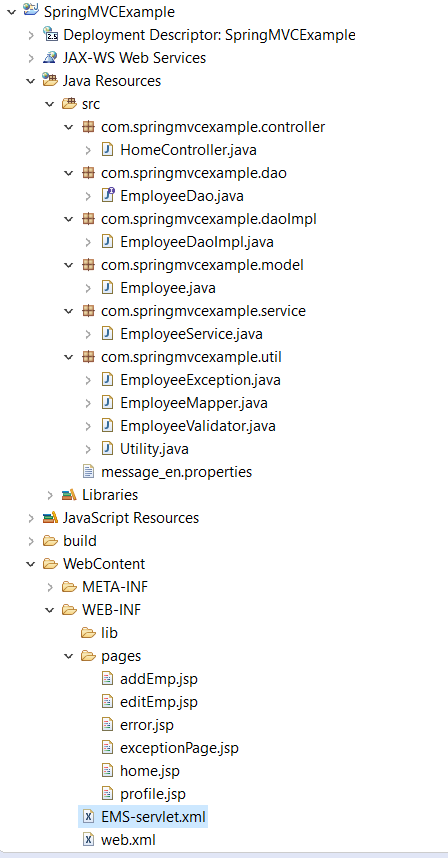 SpringMVCExample
Deployment Descriptor: SpringMVCExample
JAX-WS Web Services
Java Resources
src
com.springmvcexample.controller
HomeController.java
com.springmvcexample.dao
EmployeeDao.java
com.springmvcexample.daoImpl
EmployeeDaoImpl.java
com.springmvcexample.model
Employee.java
com.springmvcexample.service
EmployeeService.java
com.springmvcexample.util
EmployeeException.java
EmployeeMapper.java
EmployeeValidator.java
Utility.java
message_en.properties
Libraries
JavaScript Resources
build
WebContent
META-INF
WEB-INF
lib
pages
addEmp.jsp
editEmp.jsp
error.jsp
exceptionPage.jsp
home.jsp
profile.jsp
EMS-servlet.xml
web.xml